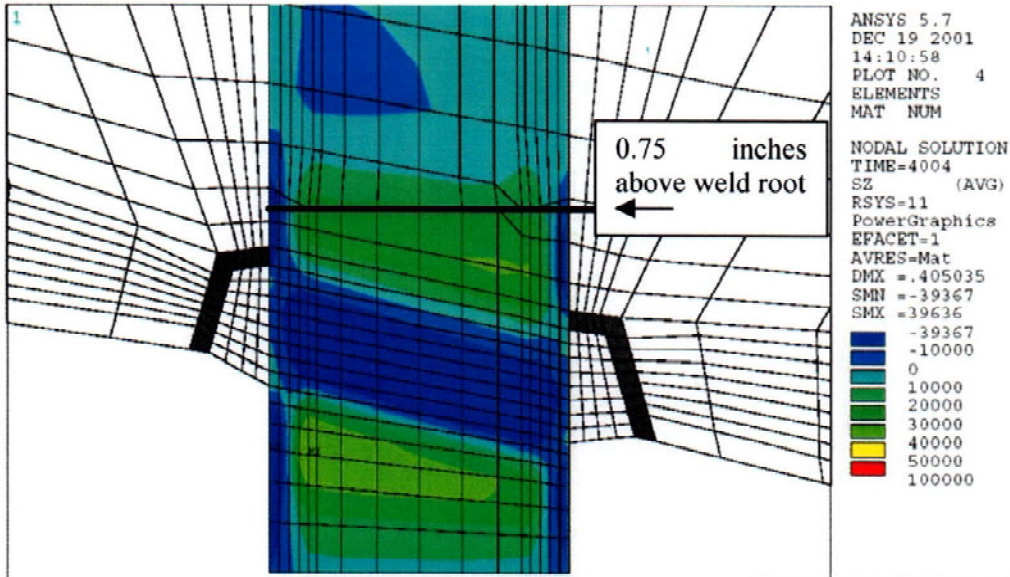 1
0.75 inches
above weld root
ANSYS 5.7
DEC 19 2001
14:10:58
PLOT NO. 4
ELEMENTS
MAT NUM
NODAL SOLUTION
TIME=4004
SZ (AVG)
RSYS=11
PowerGraphics
EFACET=1
AVRES=Mat
DMX =.405035
SMN =-39367
SMX =39636
-39367
-10000
0
10000
20000
30000
40000
50000
100000